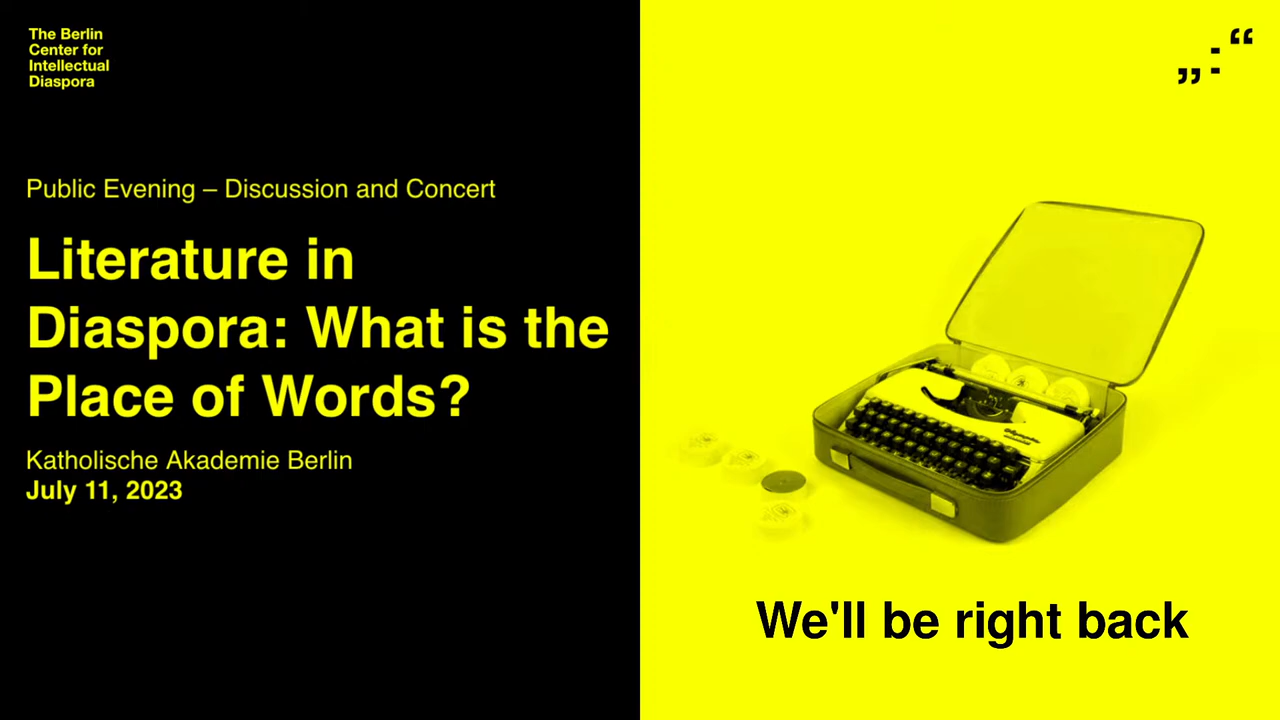 The Berlin
Center for
Intellectual
Diaspora
Public Evening – Discussion and Concert
Literature in
Diaspora: What is the
Place of Words?
Katholische Akademie Berlin
July 11, 2023
„:“
We'll be right back